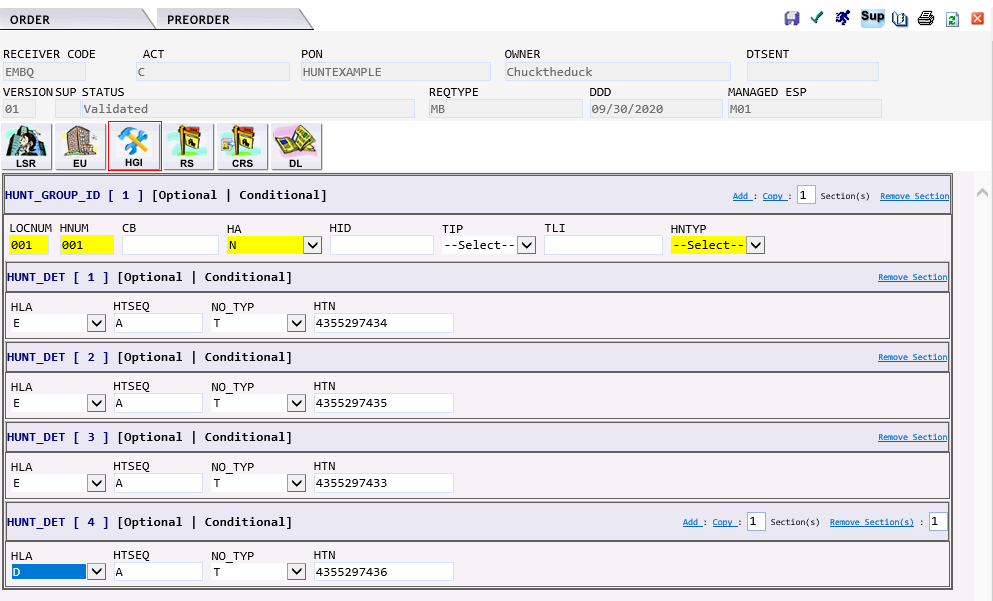 ORDER PREORDER Sup
RECEIVER CODE ACT PON OWNER DTSENT
EMBQ C HUNTEXAMPLE Chucktheduck
VERSION SUP STATUS REQTYPE DDD MANAGED ESP
01 Validated MB 09/30/2020 M01
LSR EU HGI RS CRS DL
HUNT_GROUP_ID [ 1 ] [Optional | Conditional] Add : Copy : 1 Section(s) Remove Section
LOCNUM HNUM CB HA HID TIP TLI HNTYP
001 001 N --Select-- --Select--
HUNT_DET [ 1 ] [Optional | Conditional] Remove Section
HLA HTSEQ NO_TYP HTN
E A T 4355297434
HUNT_DET [ 2 ] [Optional | Conditional] Remove Section
HLA HTSEQ NO_TYP HTN
E A T 4355297435
HUNT_DET [ 3 ] [Optional | Conditional] Remove Section
HLA HTSEQ NO_TYP HTN
E A T 4355297433
HUNT_DET [ 4 ] [Optional | Conditional] Add : Copy : 1 Section(s) Remove Section(s) : 1
HLA HTSEQ NO_TYP HTN
D A T 4355297436